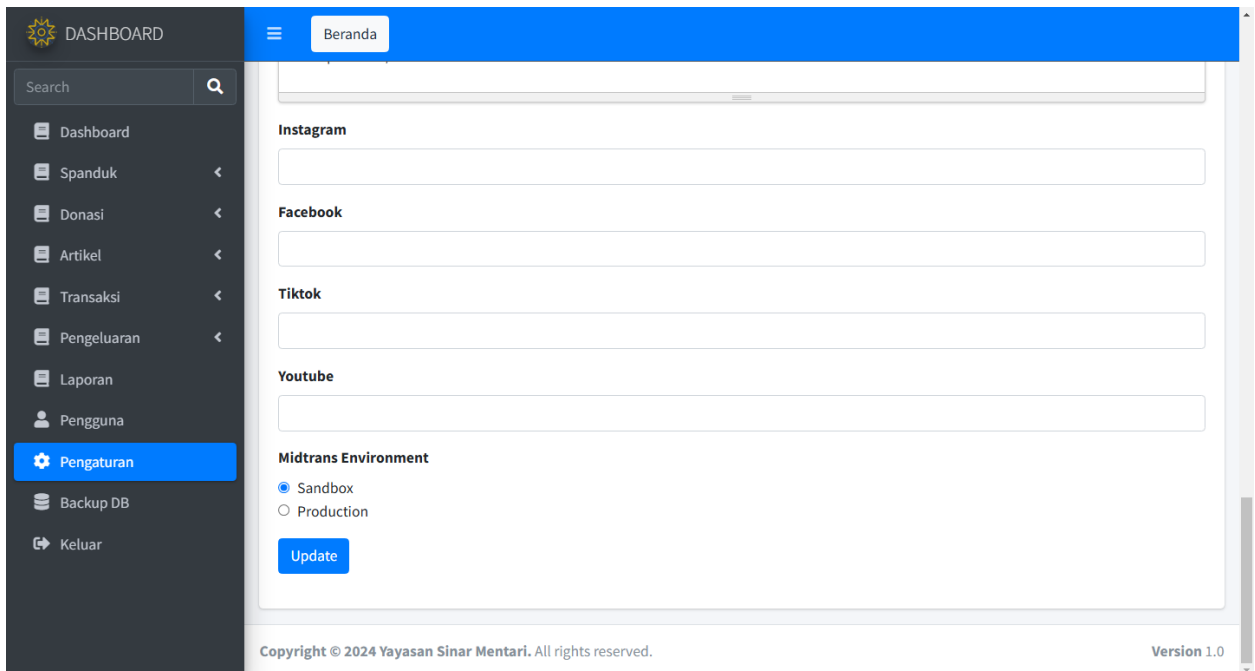 DASHBOARD
Beranda
Search
Dashboard
Spanduk
Donasi
Artikel
Transaksi
Pengeluaran
Laporan
Pengguna
Pengaturan
Backup DB
Keluar
Instagram
Facebook
Tiktok
Youtube
Midtrans Environment
Sandbox
Production
Update
Copyright © 2024 Yayasan Sinar Mentari. All rights reserved.
Version 1.0